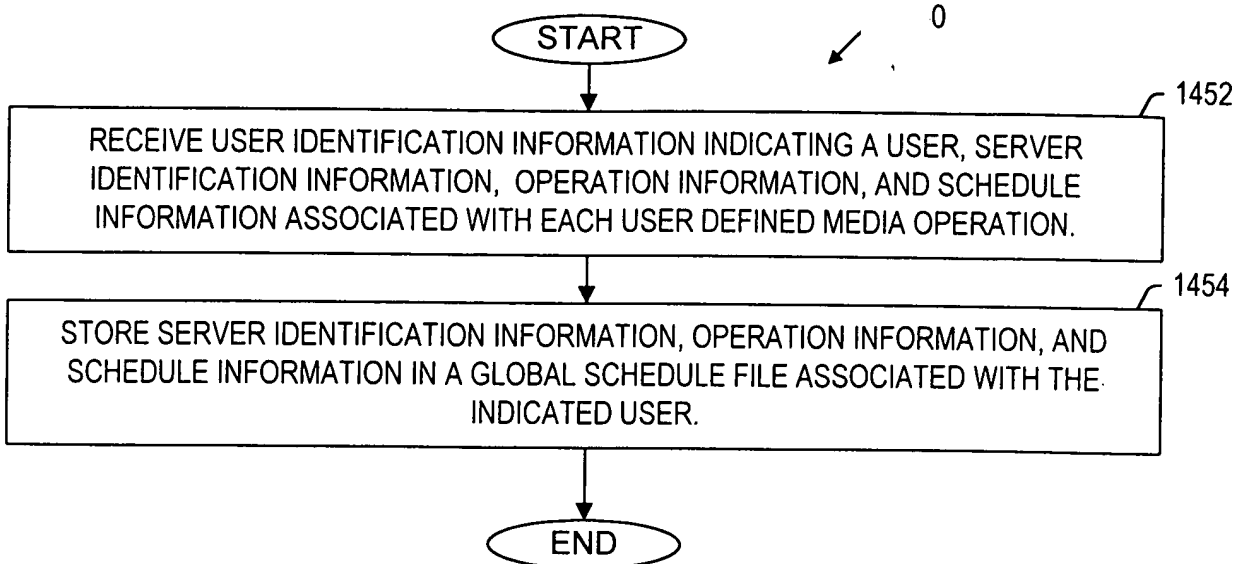 0
START
1452
RECEIVE USER IDENTIFICATION INFORMATION INDICATING A USER, SERVER
IDENTIFICATION INFORMATION, OPERATION INFORMATION, AND SCHEDULE
INFORMATION ASSOCIATED WITH EACH USER DEFINED MEDIA OPERATION.
1454
STORE SERVER IDENTIFICATION INFORMATION, OPERATION INFORMATION, AND
SCHEDULE INFORMATION IN A GLOBAL SCHEDULE FILE ASSOCIATED WITH THE
INDICATED USER.
END